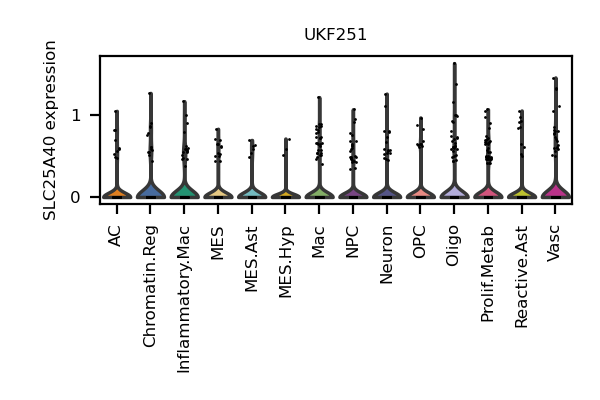 UKF251
SLC25A40 expression
1
0
AC
Chromatin.Reg
Inflammatory.Mac
MES
MES.Ast
MES.Hyp
Mac
NPC
Neuron
OPC
Oligo
Prolif.Metab
Reactive.Ast
Vasc